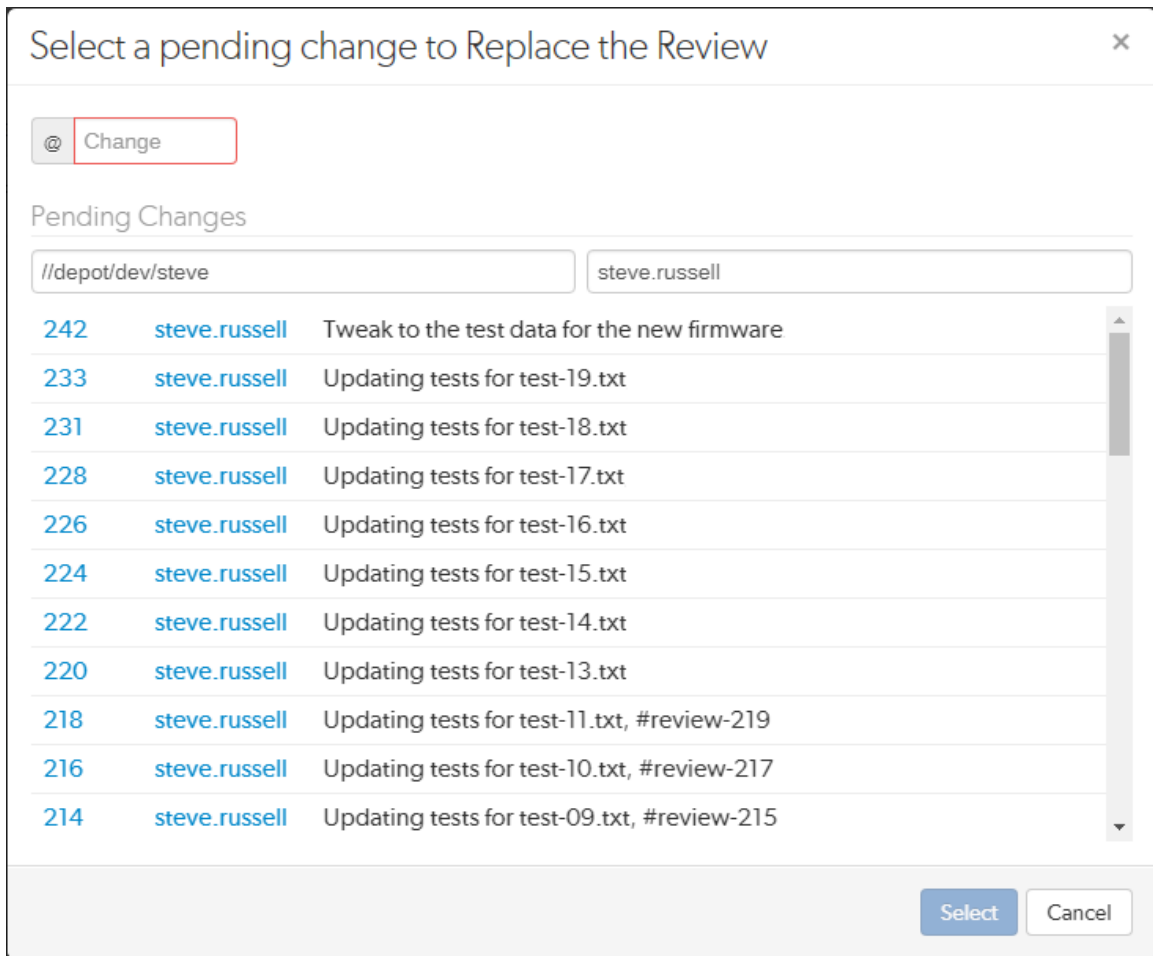 Select a pending change to Replace the Review ×
@ Change
Pending Changes
//depot/dev/steve steve.russell
242 steve.russell Tweak to the test data for the new firmware
233 steve.russell Updating tests for test-19.txt
231 steve.russell Updating tests for test-18.txt
228 steve.russell Updating tests for test-17.txt
226 steve.russell Updating tests for test-16.txt
224 steve.russell Updating tests for test-15.txt
222 steve.russell Updating tests for test-14.txt
220 steve.russell Updating tests for test-13.txt
218 steve.russell Updating tests for test-11.txt, #review-219
216 steve.russell Updating tests for test-10.txt, #review-217
214 steve.russell Updating tests for test-09.txt, #review-215
Select Cancel